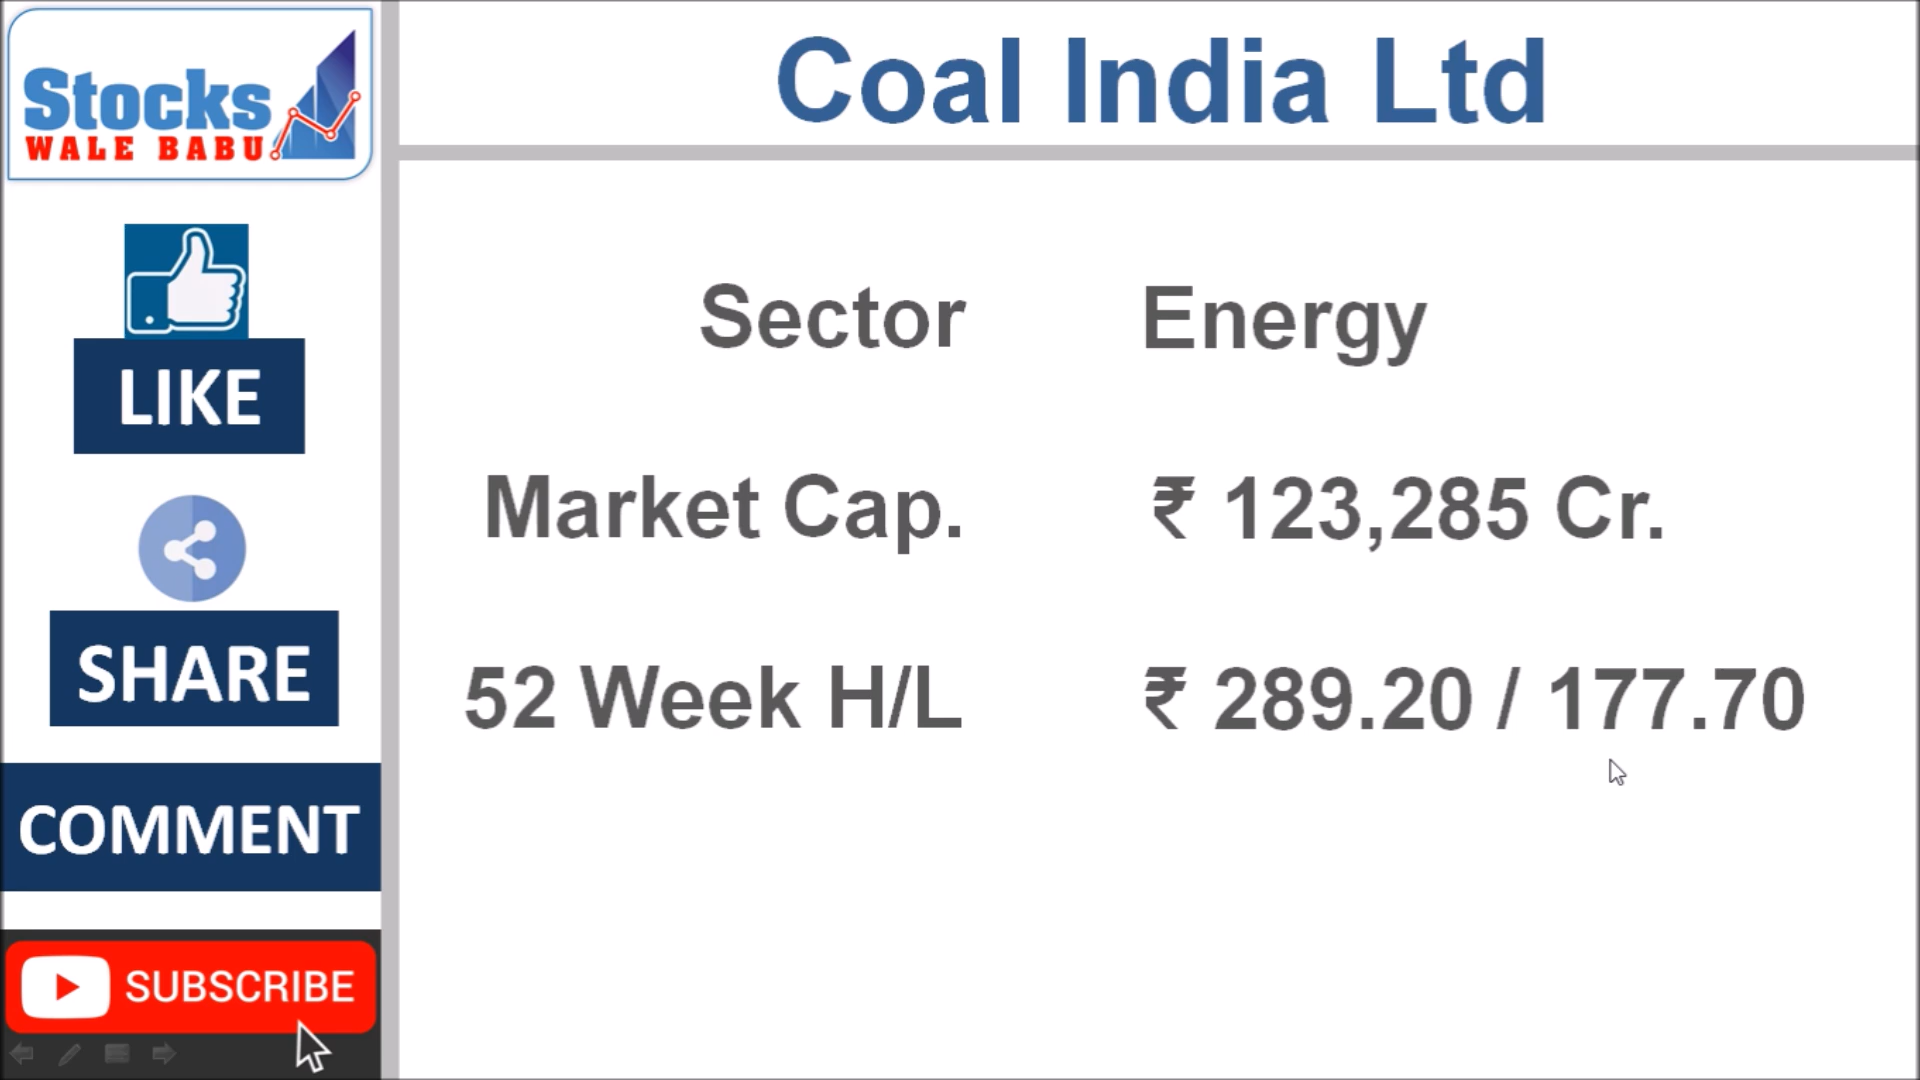 Stocks
WALE BABU
LIKE
SHARE
COMMENT
SUBSCRIBE
Coal India Ltd
Sector Energy
Market Cap. ₹ 123,285 Cr.
52 Week H/L ₹ 289.20 / 177.70